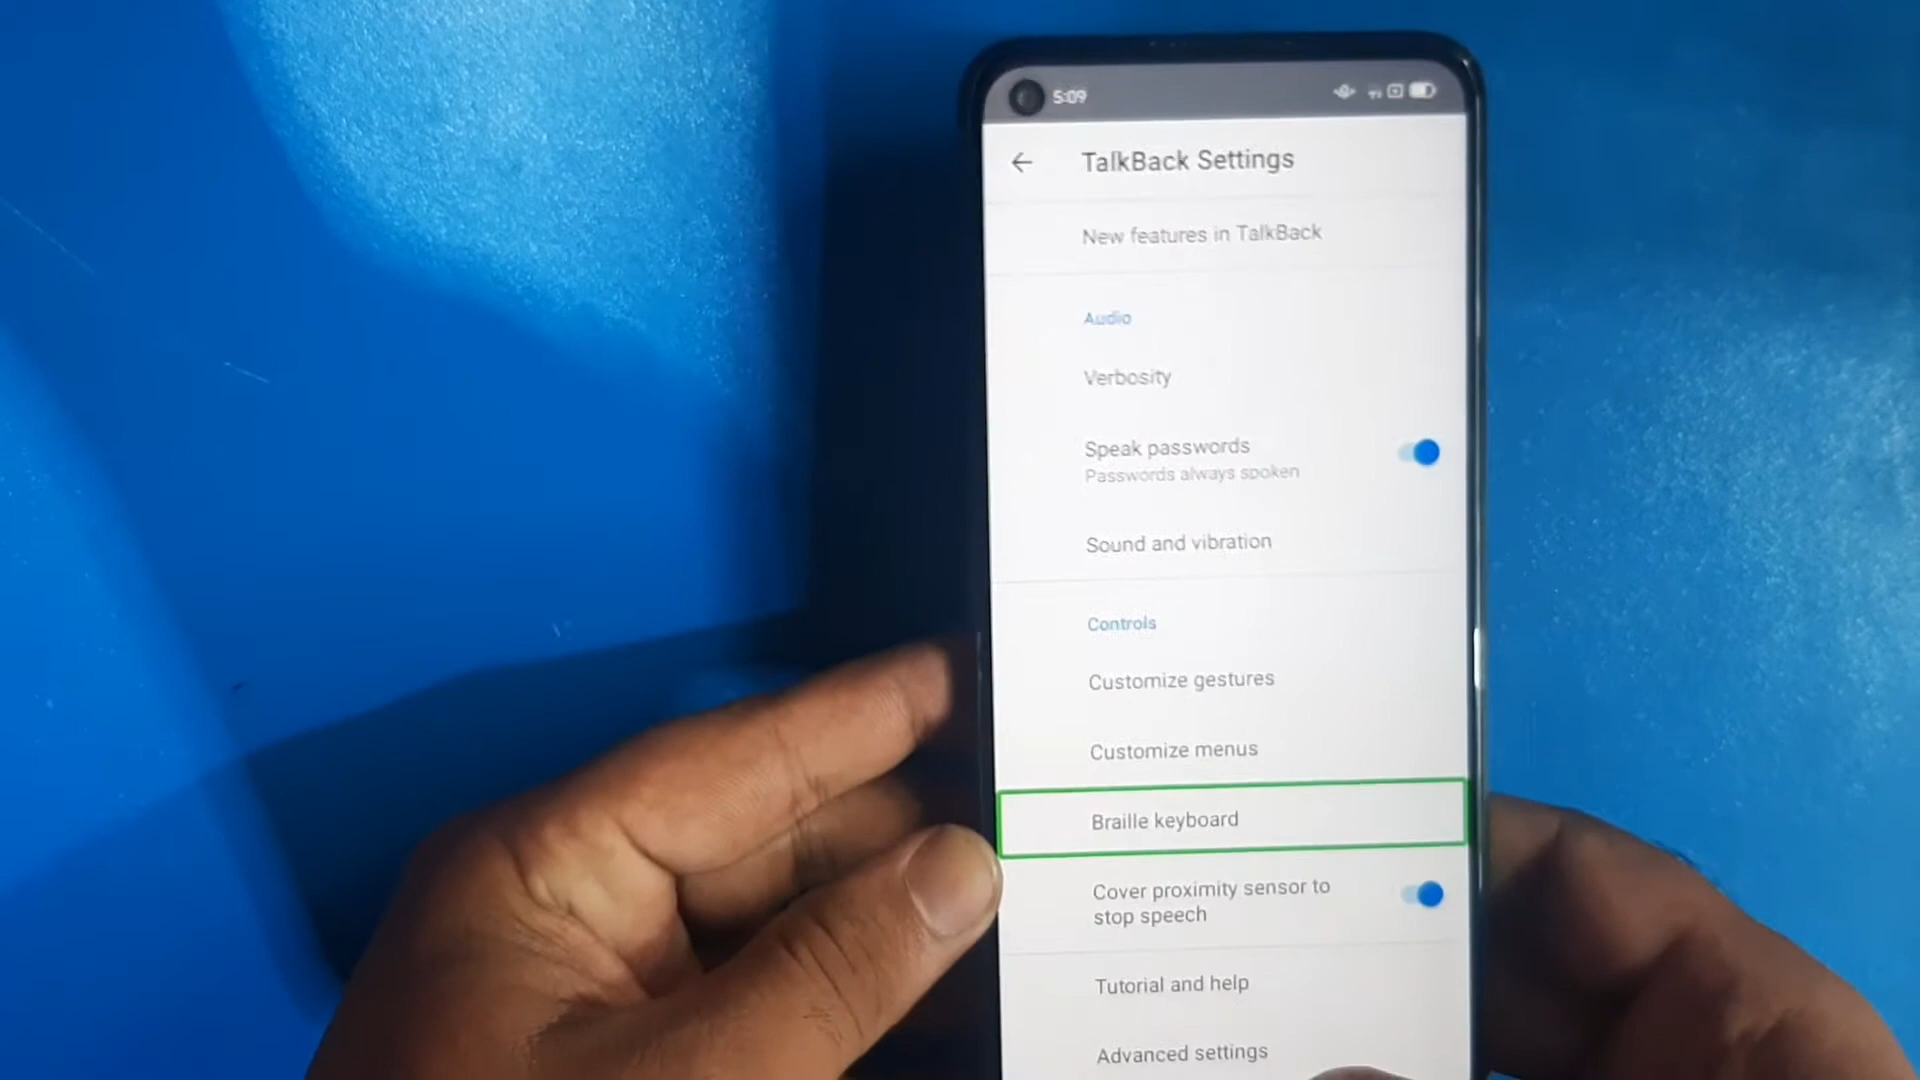 5:09
TalkBack Settings
New features in TalkBack
Audio
Verbosity
Speak passwords
Passwords always spoken
Sound and vibration
Controls
Customize gestures
Customize menus
Braille keyboard
Cover proximity sensor to
stop speech
Tutorial and help
Advanced settings